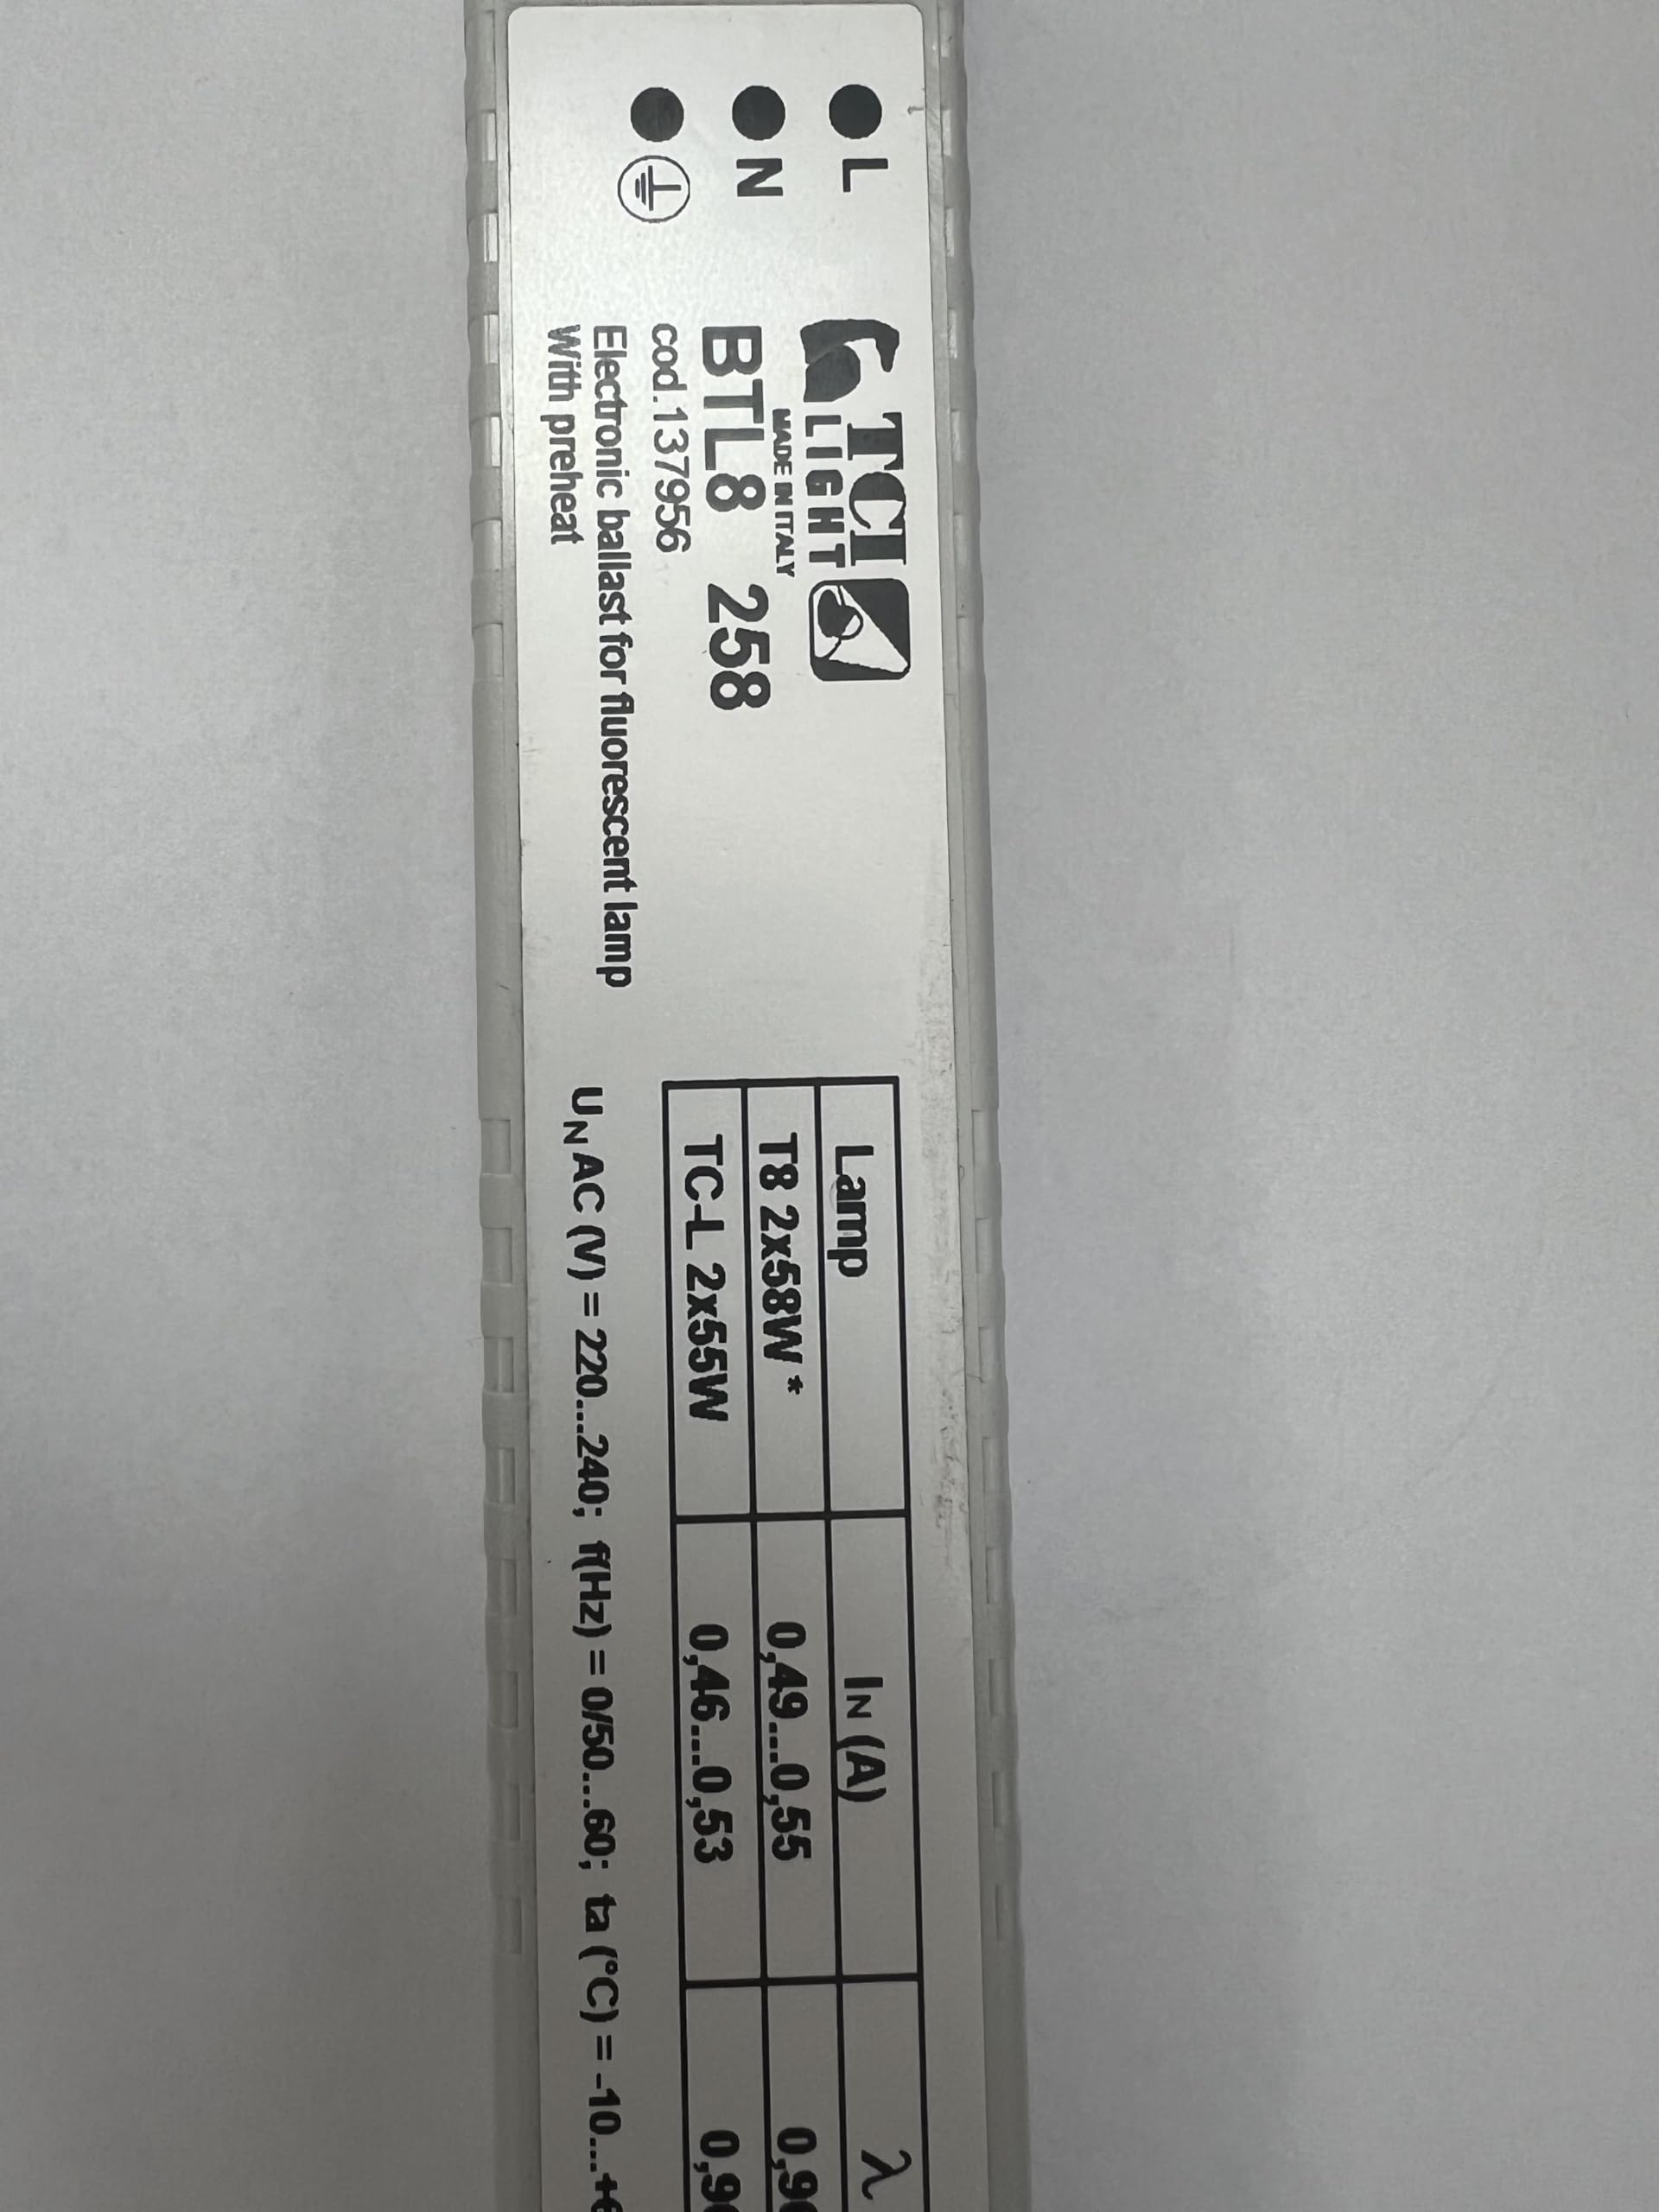 L
N
TCI
LIGHT
MADE IN ITALY
BTL8 258
cod.137956
Electronic ballast for fluorescent lamp
With preheat
Lamp IN (A) λ
T8 2x58W * 0,49...0,55
TC-L 2x55W 0,46...0,53
UN AC (V) = 220...240; f(Hz) = 0/50...60; ta (°C) = -10...+